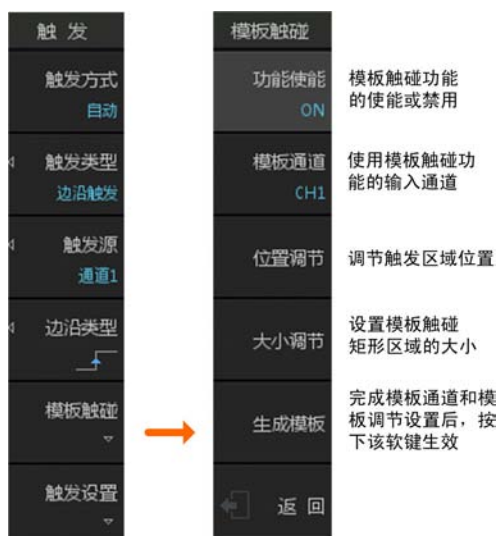 触 发
触发方式
自动
触发类型
边沿触发
触发源
通道1
边沿类型
模板触碰
触发设置
模板触碰
功能使能
ON
模板通道
CH1
位置调节
大小调节
生成模板
返 回
模板触碰功能
的使能或禁用
使用模板触碰功
能的输入通道
调节触发区域位置
设置模板触碰
矩形区域的大小
完成模板通道和模
板调节设置后，按
下该软键生效